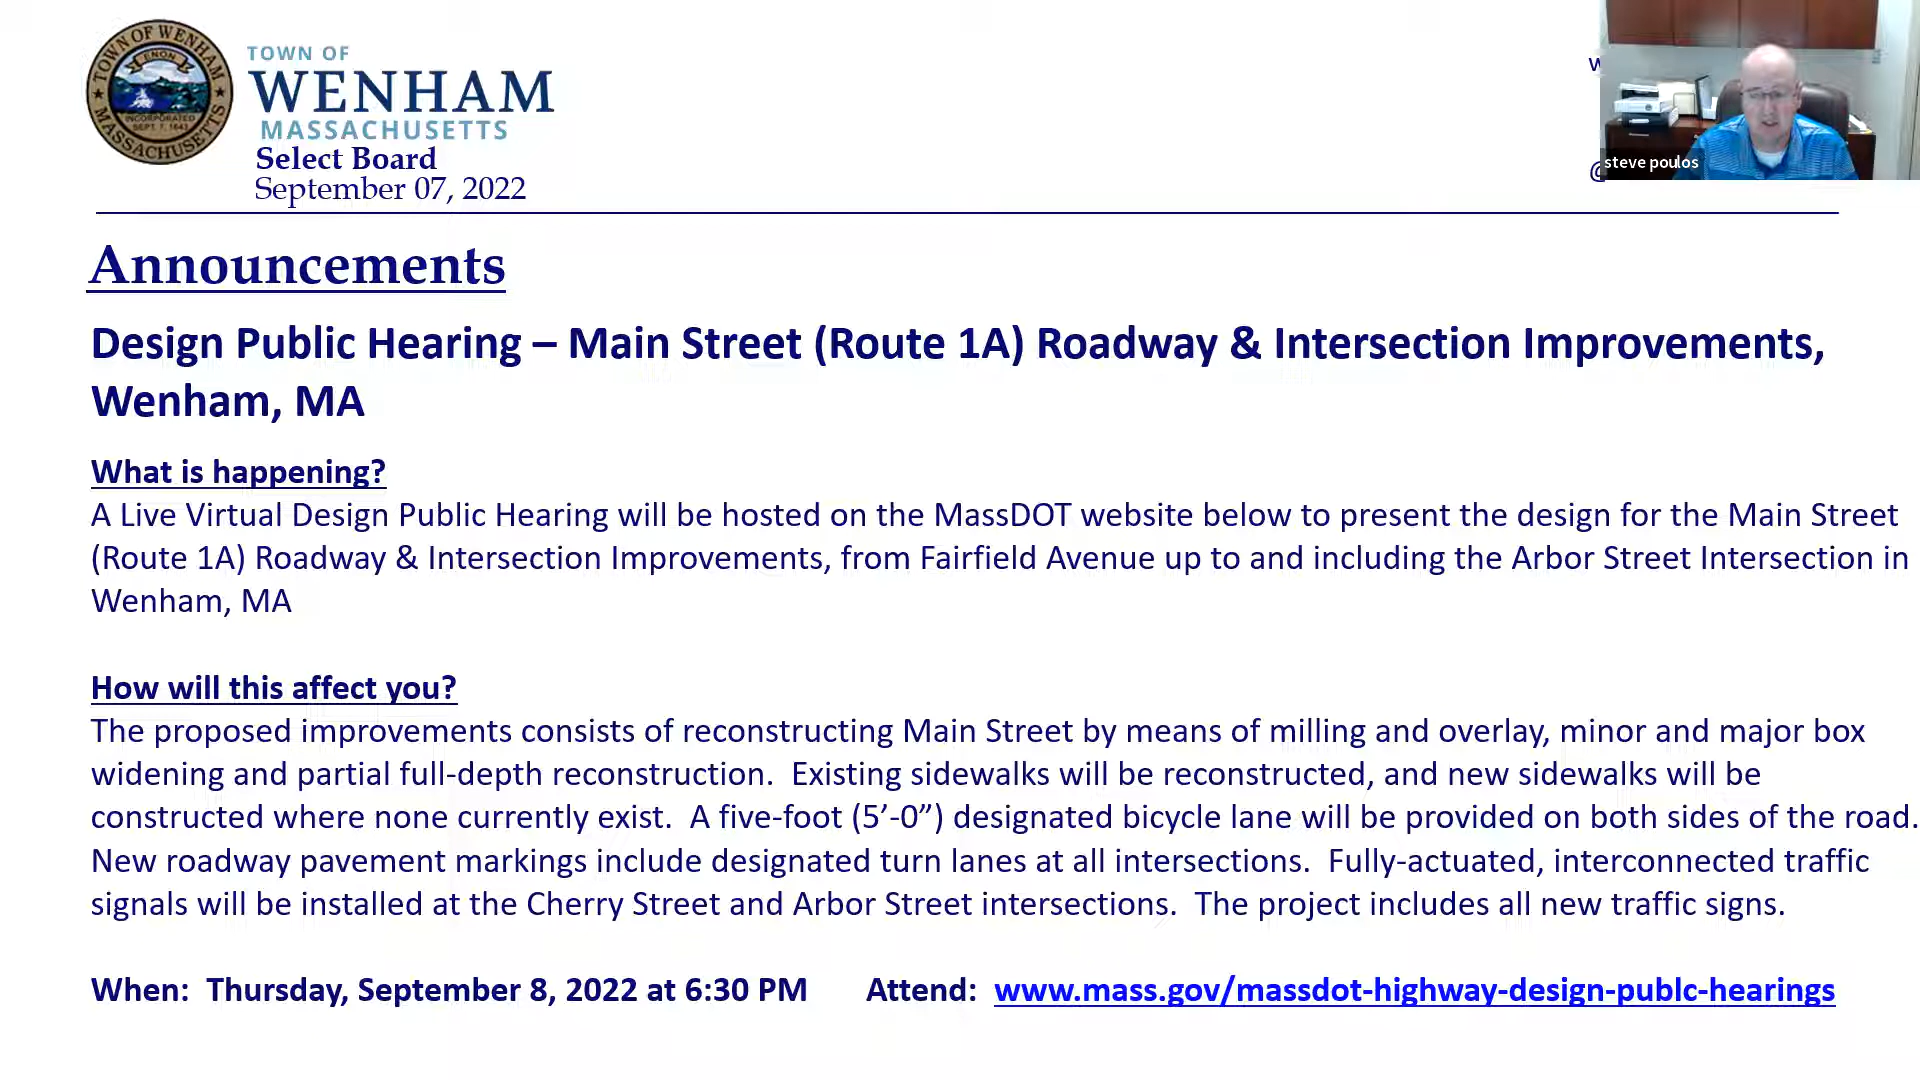 TOWN OF WENHAM
ENON
INCORPORATED
SEPT. 7, 1643
MASSACHUSETTS
TOWN OF
WENHAM
MASSACHUSETTS
Select Board
September 07, 2022
steve poulos
Announcements
Design Public Hearing – Main Street (Route 1A) Roadway & Intersection Improvements,
Wenham, MA
What is happening?
A Live Virtual Design Public Hearing will be hosted on the MassDOT website below to present the design for the Main Street
(Route 1A) Roadway & Intersection Improvements, from Fairfield Avenue up to and including the Arbor Street Intersection in
Wenham, MA
How will this affect you?
The proposed improvements consists of reconstructing Main Street by means of milling and overlay, minor and major box
widening and partial full-depth reconstruction.  Existing sidewalks will be reconstructed, and new sidewalks will be
constructed where none currently exist.  A five-foot (5’-0”) designated bicycle lane will be provided on both sides of the road.
New roadway pavement markings include designated turn lanes at all intersections.  Fully-actuated, interconnected traffic
signals will be installed at the Cherry Street and Arbor Street intersections.  The project includes all new traffic signs.
When:  Thursday, September 8, 2022 at 6:30 PM Attend:  www.mass.gov/massdot-highway-design-publc-hearings